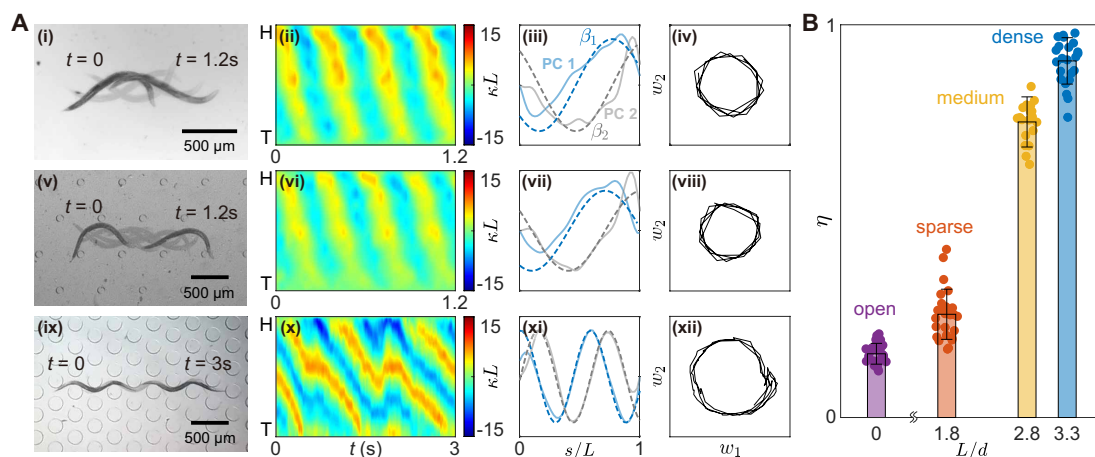 A
(i)
t = 0
t = 1.2s
500 μm
(ii)
H
T
0
1.2
15
κL
-15
(iii)
β1
PC 1
PC 2
β2
(iv)
w2
(v)
t = 0
t = 1.2s
500 μm
(vi)
H
T
0
1.2
15
κL
-15
(vii)
(viii)
w2
(ix)
t = 0
t = 3s
500 μm
(x)
H
T
0
t (s)
3
15
κL
-15
(xi)
0
s/L
1
(xii)
w2
w1
B
1
η
0
open
sparse
medium
dense
0
1.8
2.8
3.3
L/d